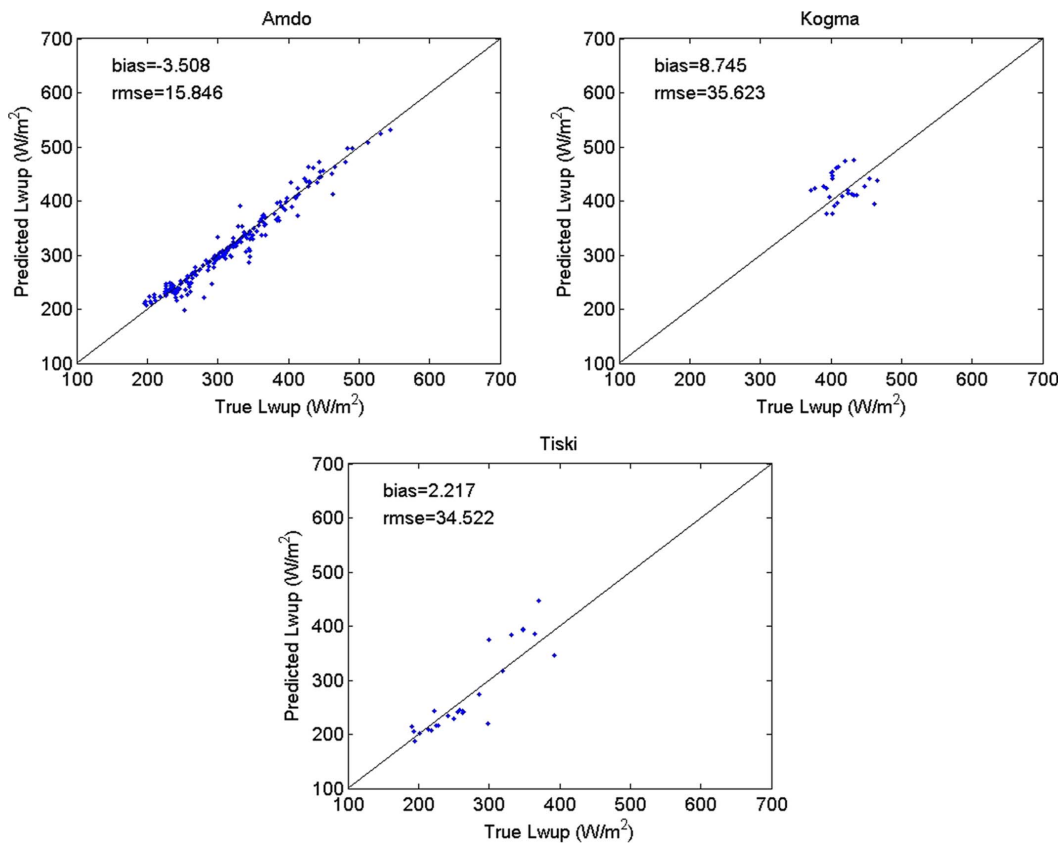 Amdo
bias=-3.508
rmse=15.846
700
600
500
400
300
200
100
Predicted Lwup (W/m²)
100 200 300 400 500 600 700
True Lwup (W/m²)
Kogma
bias=8.745
rmse=35.623
700
600
500
400
300
200
100
Predicted Lwup (W/m²)
100 200 300 400 500 600 700
True Lwup (W/m²)
Tiski
bias=2.217
rmse=34.522
700
600
500
400
300
200
100
Predicted Lwup (W/m²)
100 200 300 400 500 600 700
True Lwup (W/m²)